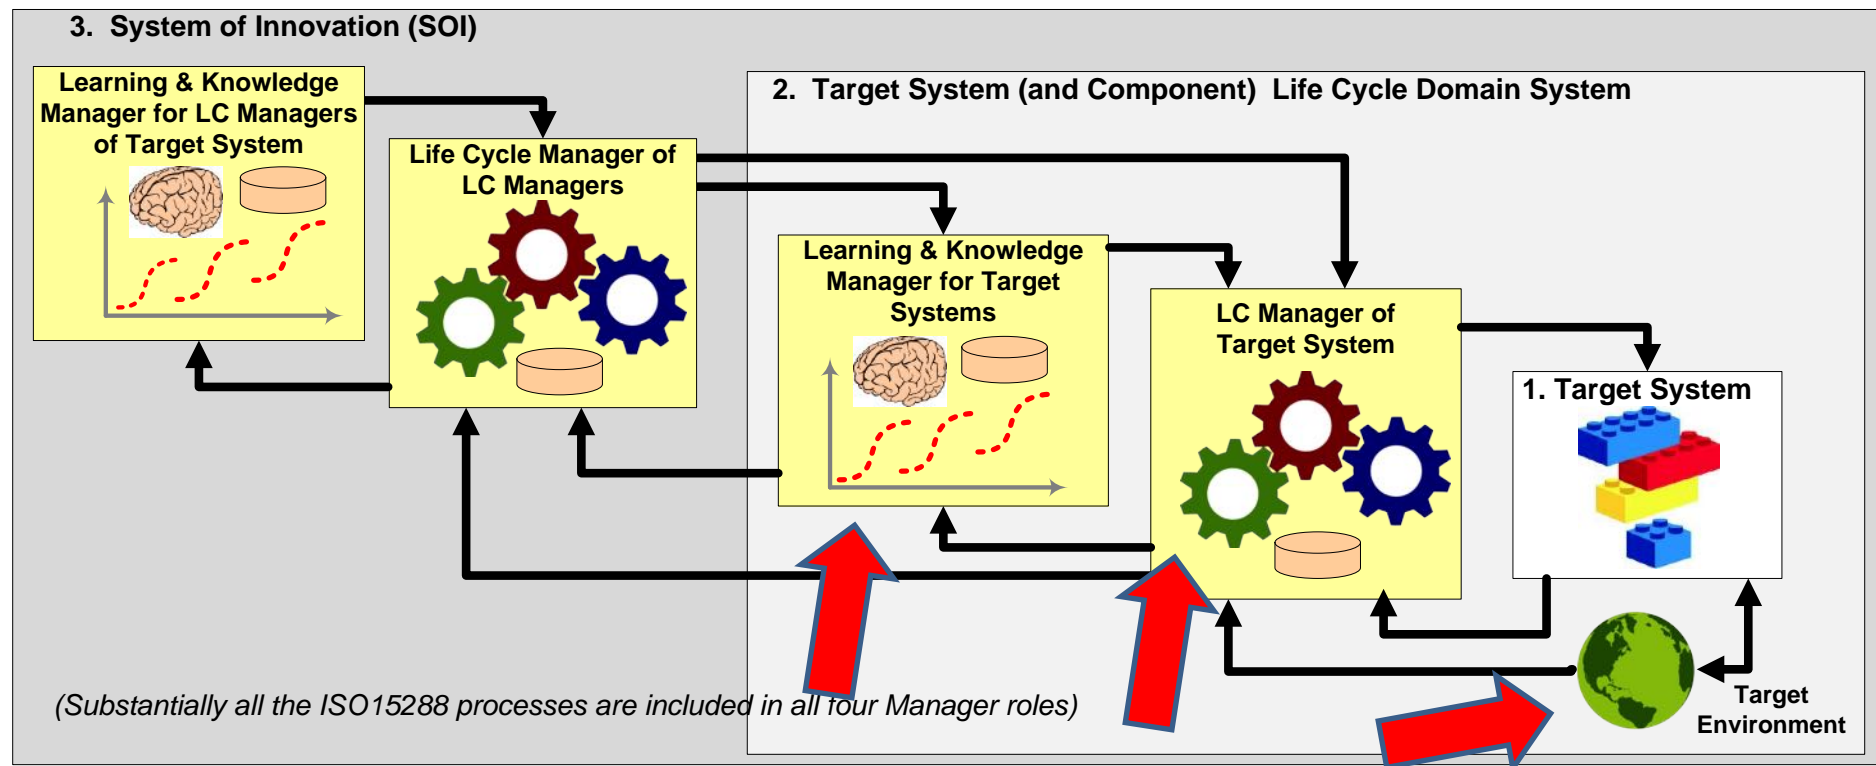 3. System of Innovation (SOI)
Learning & Knowledge
Manager for LC Managers
of Target System
2. Target System (and Component) Life Cycle Domain System
Life Cycle Manager of
LC Managers
Learning & Knowledge
Manager for Target
Systems
LC Manager of
Target System
1. Target System
(Substantially all the ISO15288 processes are included in all four Manager roles)
Target
Environment